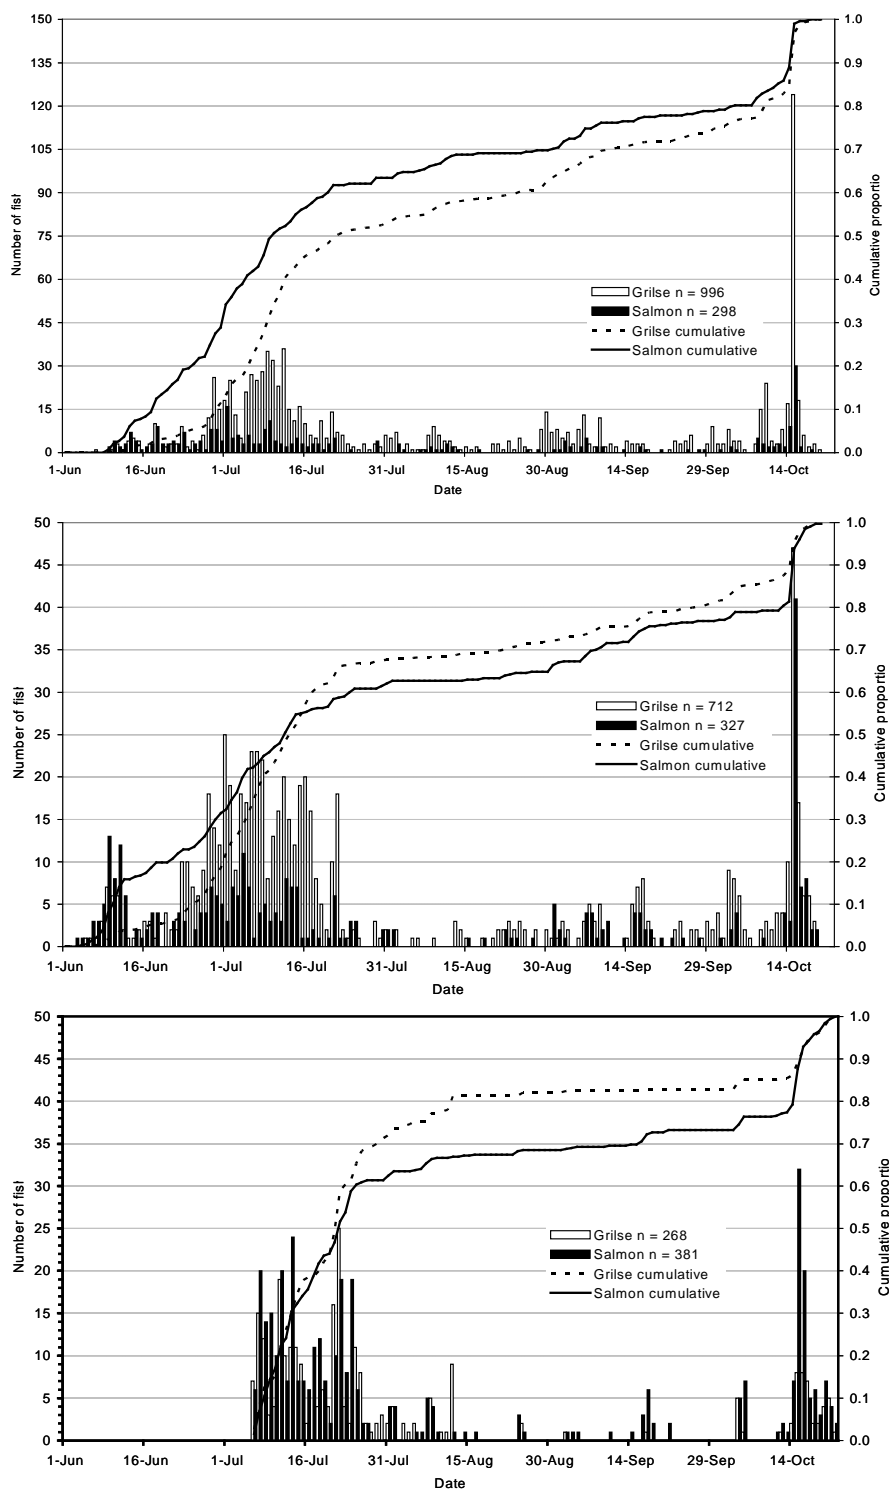 150 1.0
135 0.9
120 0.8
105 0.7
90 0.6
75 0.5
60 0.4
45 0.3
30 0.2
15 0.1
0 0.0
Number of fisl
Cumulative proportio
Grilse n = 996
Salmon n = 298
Grilse cumulative
Salmon cumulative
1-Jun 16-Jun 1-Jul 16-Jul 31-Jul 15-Aug 30-Aug 14-Sep 29-Sep 14-Oct
Date
50 1.0
45 0.9
40 0.8
35 0.7
30 0.6
25 0.5
20 0.4
15 0.3
10 0.2
5 0.1
0 0.0
Number of fisl
Cumulative proportio
Grilse n = 712
Salmon n = 327
Grilse cumulative
Salmon cumulative
1-Jun 16-Jun 1-Jul 16-Jul 31-Jul 15-Aug 30-Aug 14-Sep 29-Sep 14-Oct
Date
50 1.0
45 0.9
40 0.8
35 0.7
30 0.6
25 0.5
20 0.4
15 0.3
10 0.2
5 0.1
0 0.0
Number of fisl
Cumulative proportio
Grilse n = 268
Salmon n = 381
Grilse cumulative
Salmon cumulative
1-Jun 16-Jun 1-Jul 16-Jul 31-Jul 15-Aug 30-Aug 14-Sep 29-Sep 14-Oct
Date